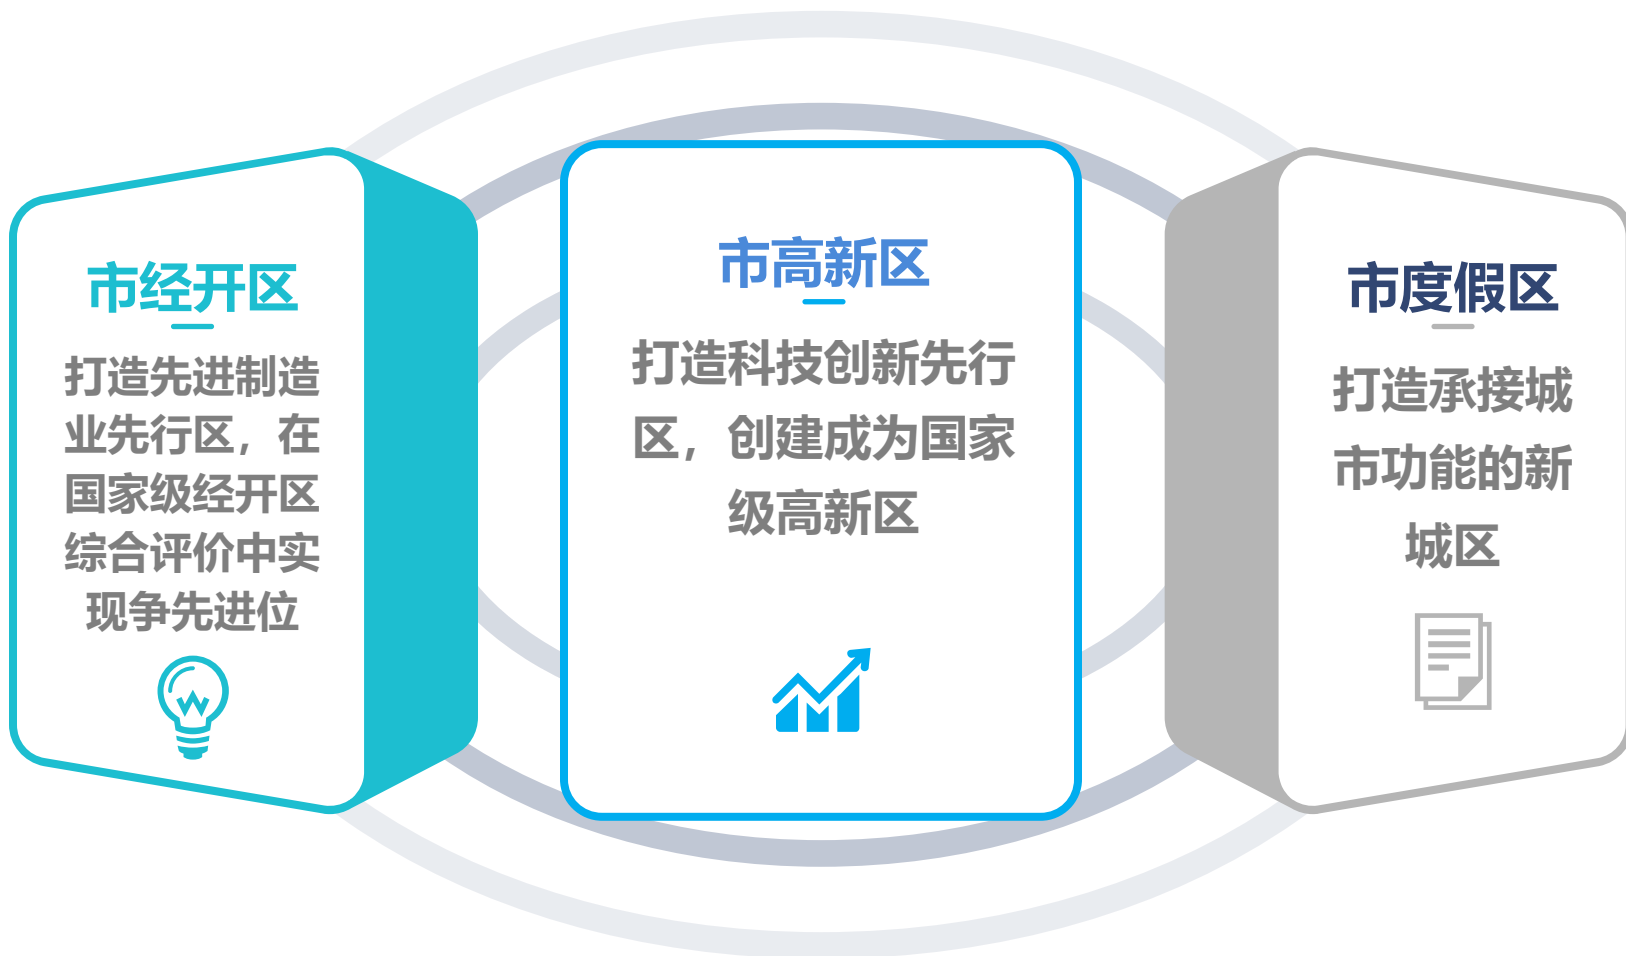 市经开区
打造先进制造
业先行区，在
国家级经开区
综合评价中实
现争先进位
市高新区
打造科技创新先行
区，创建成为国家
级高新区
市度假区
打造承接城
市功能的新
城区